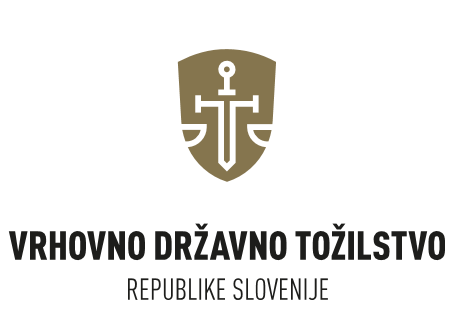 VRHOVNO DRŽAVNO TOŽILSTVO
REPUBLIKE SLOVENIJE